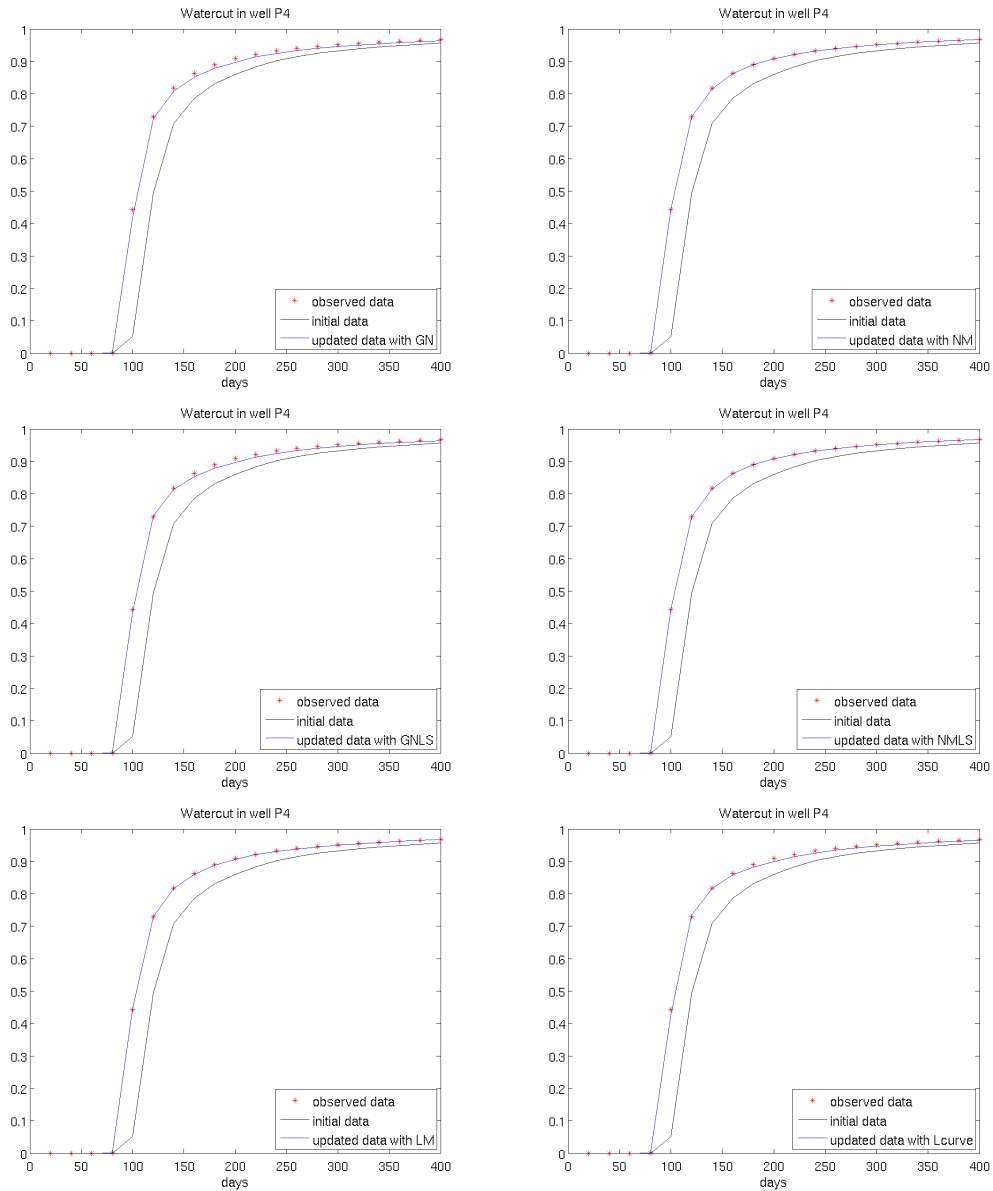 Watercut in well P4
1
0.9
0.8
0.7
0.6
0.5
0.4
0.3
0.2
0.1
0
observed data
initial data
updated data with GN
0 50 100 150 200 250 300 350 400
days
Watercut in well P4
1
0.9
0.8
0.7
0.6
0.5
0.4
0.3
0.2
0.1
0
observed data
initial data
updated data with NM
0 50 100 150 200 250 300 350 400
days
Watercut in well P4
1
0.9
0.8
0.7
0.6
0.5
0.4
0.3
0.2
0.1
0
observed data
initial data
updated data with GNLS
0 50 100 150 200 250 300 350 400
days
Watercut in well P4
1
0.9
0.8
0.7
0.6
0.5
0.4
0.3
0.2
0.1
0
observed data
initial data
updated data with NMLS
0 50 100 150 200 250 300 350 400
days
Watercut in well P4
1
0.9
0.8
0.7
0.6
0.5
0.4
0.3
0.2
0.1
0
observed data
initial data
updated data with LM
0 50 100 150 200 250 300 350 400
days
Watercut in well P4
1
0.9
0.8
0.7
0.6
0.5
0.4
0.3
0.2
0.1
0
observed data
initial data
updated data with Lcurve
0 50 100 150 200 250 300 350 400
days